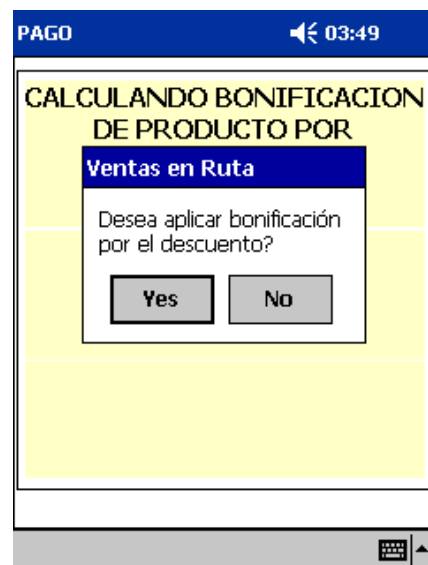 PAGO 03:49
CALCULANDO BONIFICACION
DE PRODUCTO POR
Ventas en Ruta
Desea aplicar bonificación
por el descuento?
Yes No